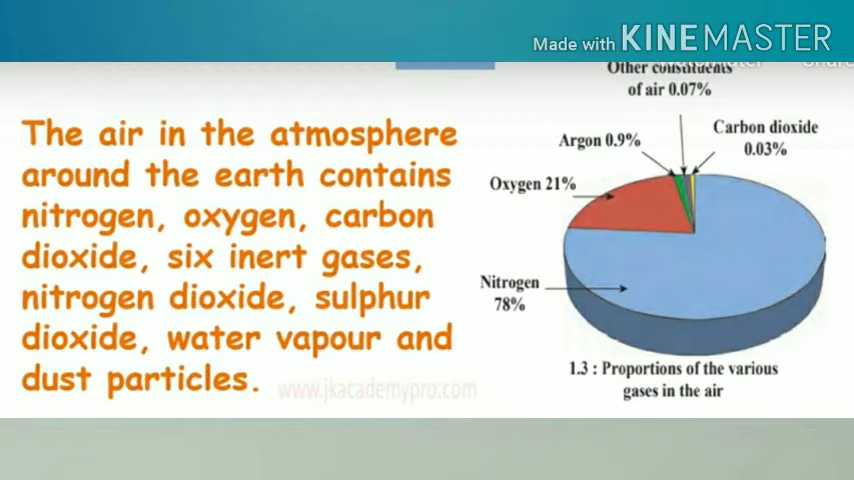 Made with KINEMASTER
Other constituents
of air 0.07%
Carbon dioxide
0.03%
Argon 0.9%
Oxygen 21%
Nitrogen
78%
1.3 : Proportions of the various
gases in the air
The air in the atmosphere
around the earth contains
nitrogen, oxygen, carbon
dioxide, six inert gases,
nitrogen dioxide, sulphur
dioxide, water vapour and
dust particles.
www.jkacademypro.com